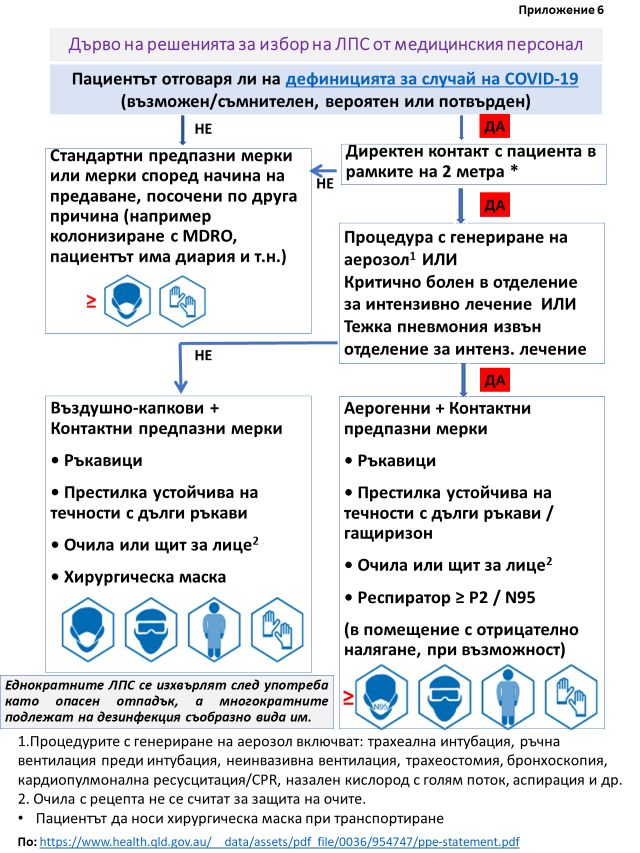 Приложение 6
Дърво на решенията за избор на ЛПС от медицинския персонал
Пациентът отговаря ли на дефиницията за случай на COVID-19
(възможен/съмнителен, вероятен или потвърден)
НЕ
ДА
Стандартни предпазни мерки
или мерки според начина на
предаване, посочени по друга
причина (например
колонизиране с MDRO,
пациентът има диария и т.н.)
≥
НЕ
Директен контакт с пациента в
рамките на 2 метра *
ДА
Процедура с генериране на
аерозол¹ ИЛИ
Критично болен в отделение
за интензивно лечение ИЛИ
Тежка пневмония извън
отделение за интенз. лечение
НЕ
ДА
Въздушно-капкови +
Контактни предпазни мерки
• Ръкавици
• Престилка устойчива на
течности с дълги ръкави
• Очила или щит за лице²
• Хирургическа маска
Аерогенни + Контактни
предпазни мерки
• Ръкавици
• Престилка устойчива на
течности с дълги ръкави /
гащиризон
• Очила или щит за лице²
• Респиратор ≥ P2 / N95
(в помещение с отрицателно
налягане, при възможност)
≥
N95
Еднократните ЛПС се изхвърлят след употреба
като опасен отпадък, а многократните
подлежат на дезинфекция съобразно вида им.
1.Процедурите с генериране на аерозол включват: трахеална интубация, ръчна
вентилация преди интубация, неинвазивна вентилация, трахеостомия, бронхоскопия,
кардиопулмонална ресусцитация/CPR, назален кислород с голям поток, аспирация и др.
2. Очила с рецепта не се считат за защита на очите.
• Пациентът да носи хирургическа маска при транспортиране
По: https://www.health.qld.gov.au/__data/assets/pdf_file/0036/954747/ppe-statement.pdf